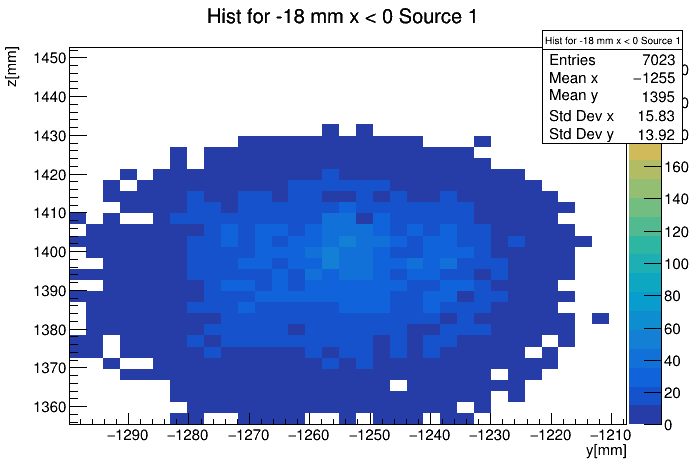 Hist for -18 mm x < 0 Source 1
z[mm]
1450
1440
1430
1420
1410
1400
1390
1380
1370
1360
−1290 −1280 −1270 −1260 −1250 −1240 −1230 −1220 −1210
y[mm]
Hist for -18 mm x < 0 Source 1
Entries 7023
Mean x −1255
Mean y 1395
Std Dev x 15.83
Std Dev y 13.92
160
140
120
100
80
60
40
20
0